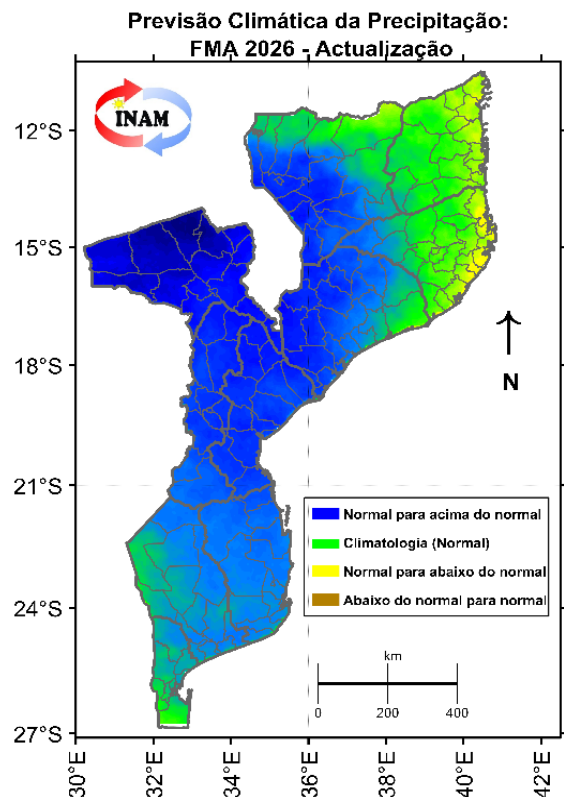 Previsão Climática da Precipitação:
FMA 2026 - Actualização
INAM
12°S
15°S
18°S
21°S
24°S
27°S
N
Normal para acima do normal
Climatologia (Normal)
Normal para abaixo do normal
Abaixo do normal para normal
km
0 200 400
30°E 32°E 34°E 36°E 38°E 40°E 42°E